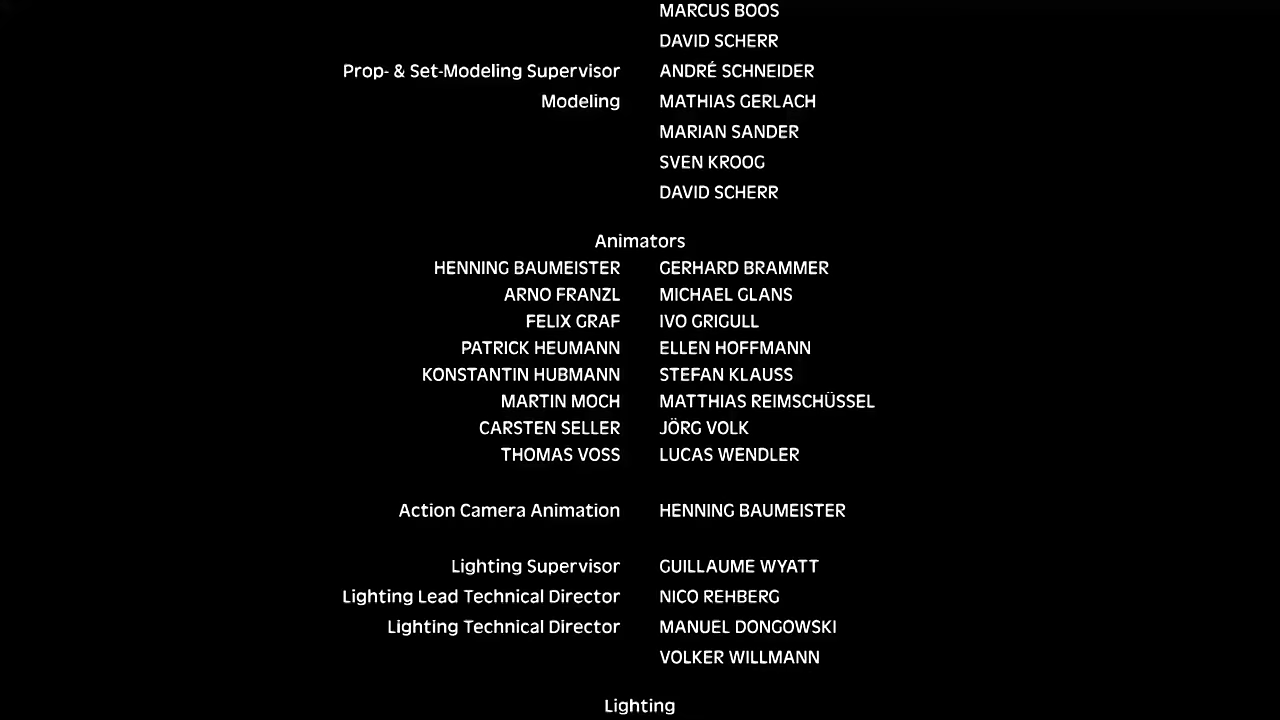 MARCUS BOOS
DAVID SCHERR
Prop- & Set-Modeling Supervisor ANDRÉ SCHNEIDER
Modeling MATHIAS GERLACH
MARIAN SANDER
SVEN KROOG
DAVID SCHERR
Animators
HENNING BAUMEISTER GERHARD BRAMMER
ARNO FRANZL MICHAEL GLANS
FELIX GRAF IVO GRIGULL
PATRICK HEUMANN ELLEN HOFFMANN
KONSTANTIN HUBMANN STEFAN KLAUSS
MARTIN MOCH MATTHIAS REIMSCHÜSSEL
CARSTEN SELLER JÖRG VOLK
THOMAS VOSS LUCAS WENDLER
Action Camera Animation HENNING BAUMEISTER
Lighting Supervisor GUILLAUME WYATT
Lighting Lead Technical Director NICO REHBERG
Lighting Technical Director MANUEL DONGOWSKI
VOLKER WILLMANN
Lighting